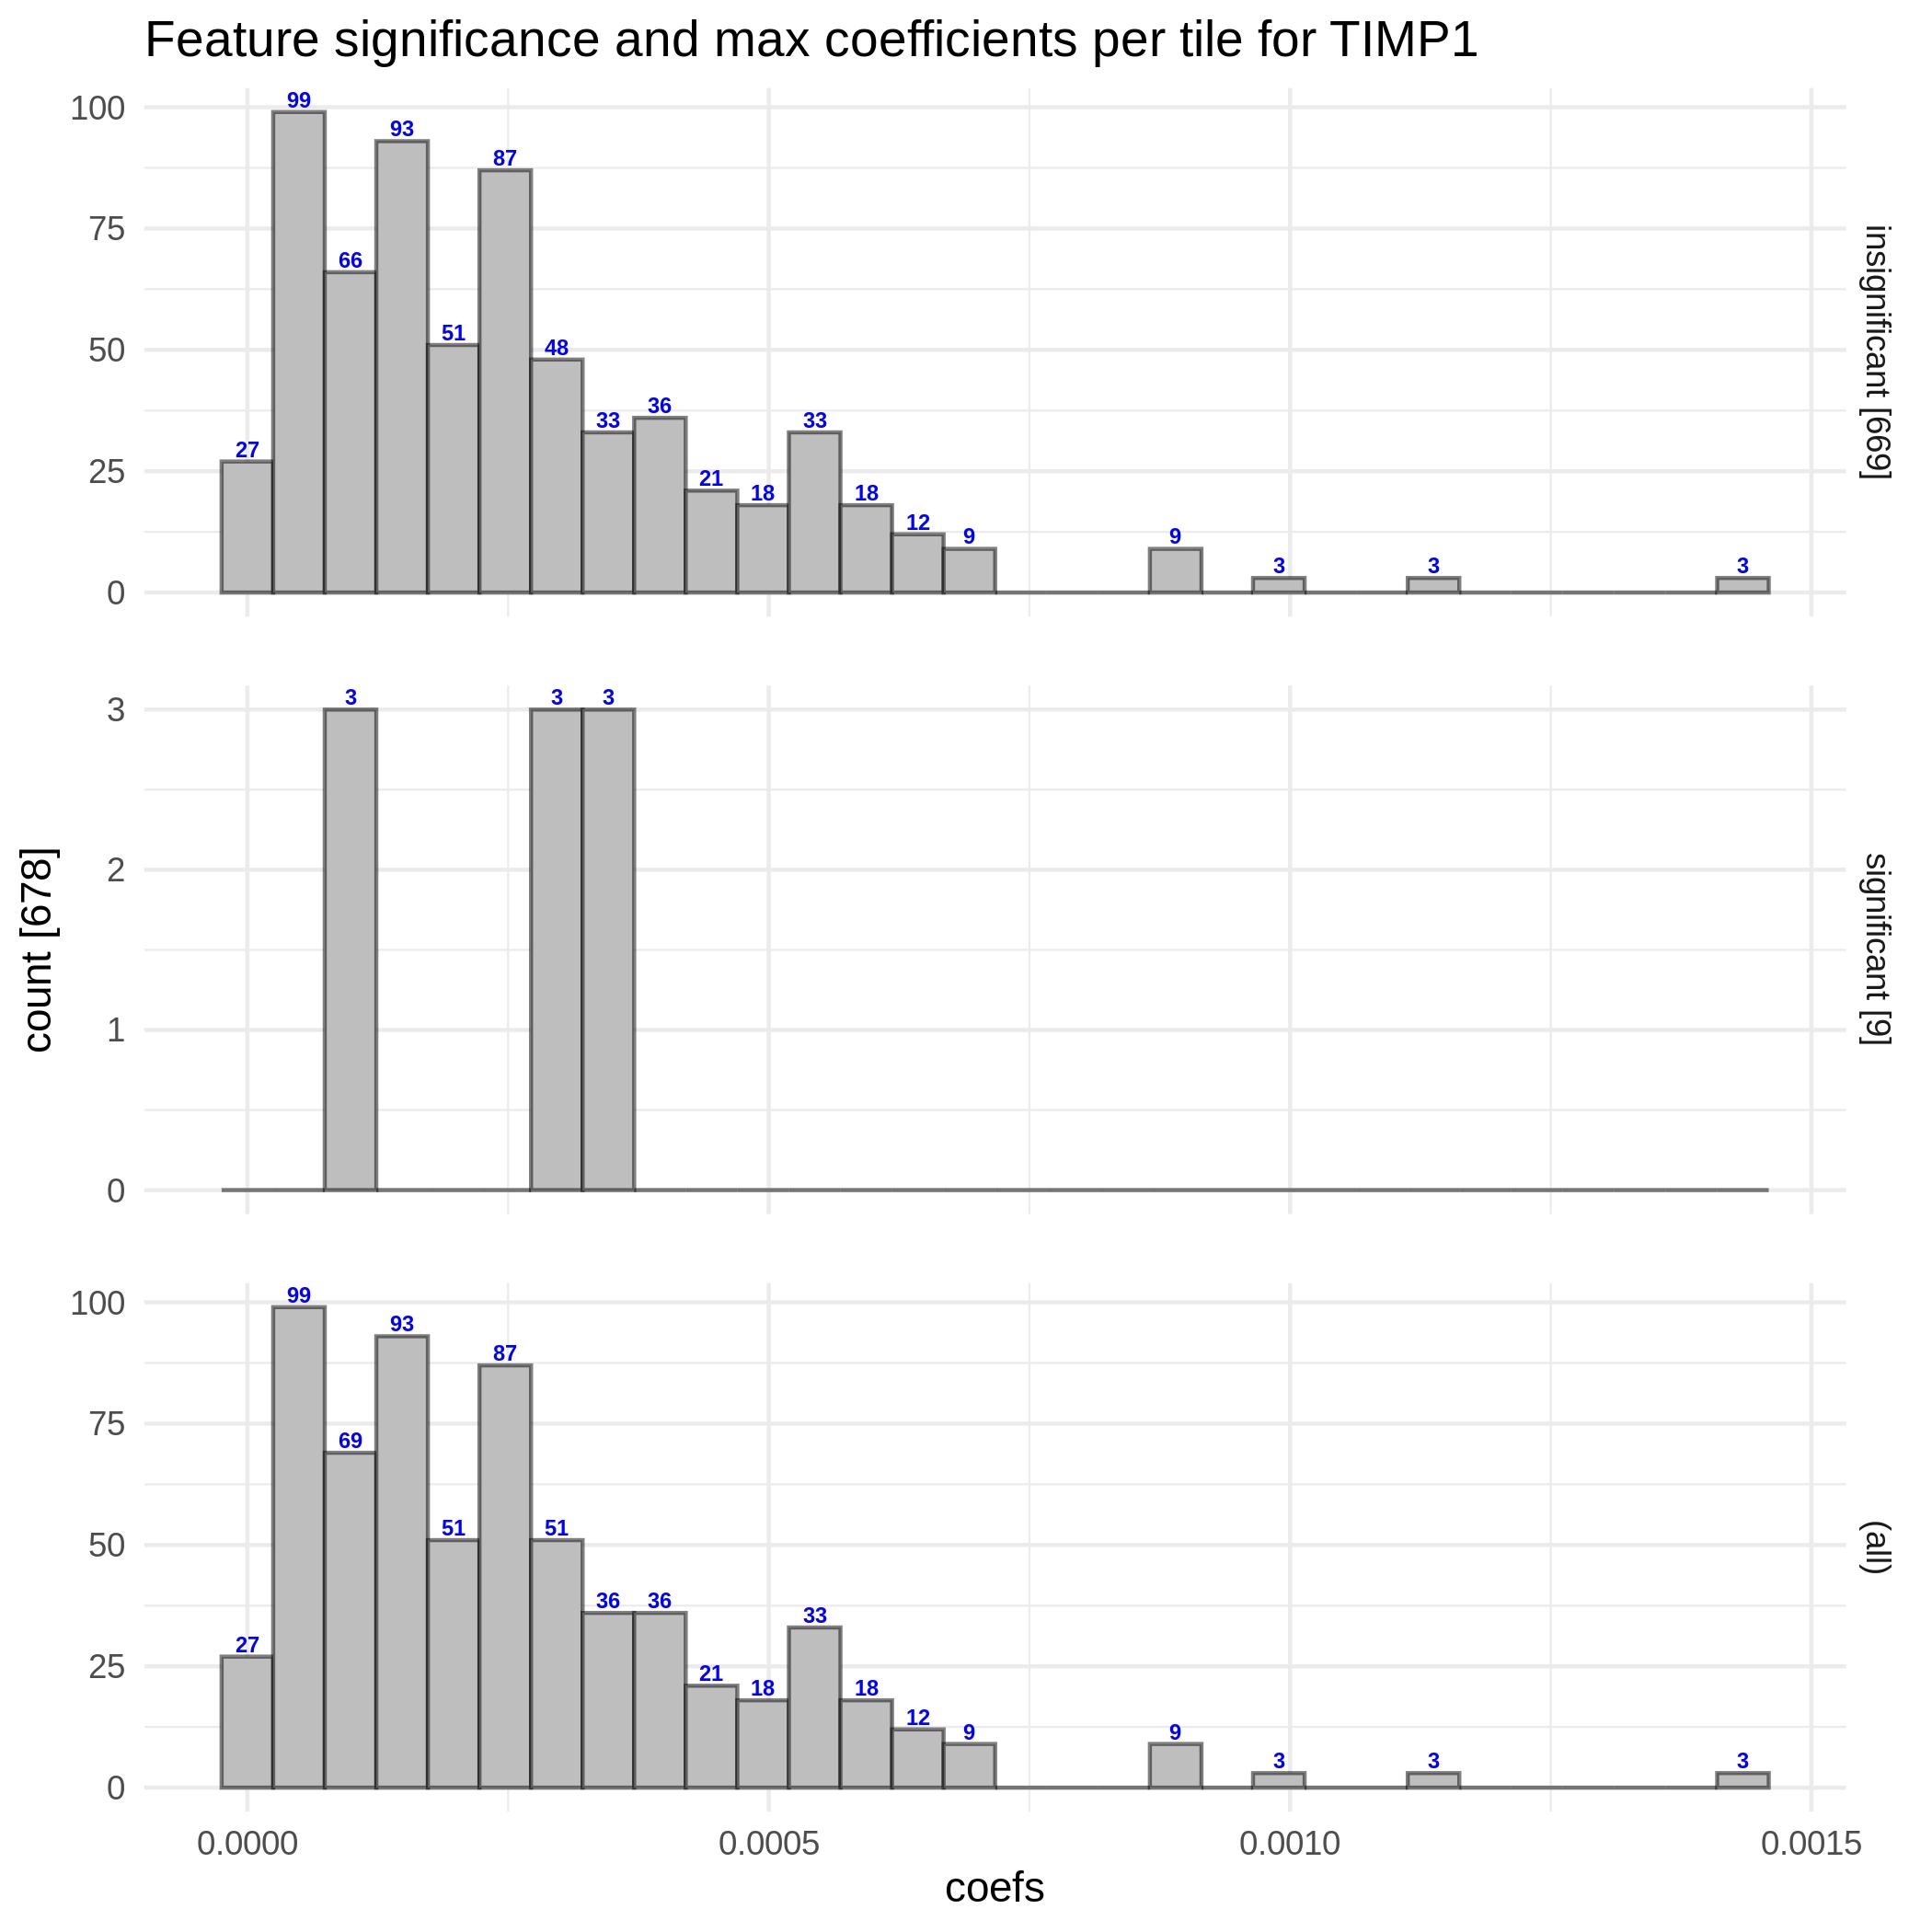 Feature significance and max coefficients per tile for TIMP1
100
75
50
25
0
27 99 66 93 51 87 48 33 36 21 18 33 18 12 9 9 3 3 3
insignificant [669]
count [678]
3
2
1
0
3 3 3
significant [9]
100
75
50
25
0
27 99 69 93 51 87 51 36 36 21 18 33 18 12 9 9 3 3 3
(all)
0.0000 0.0005 0.0010 0.0015
coefs